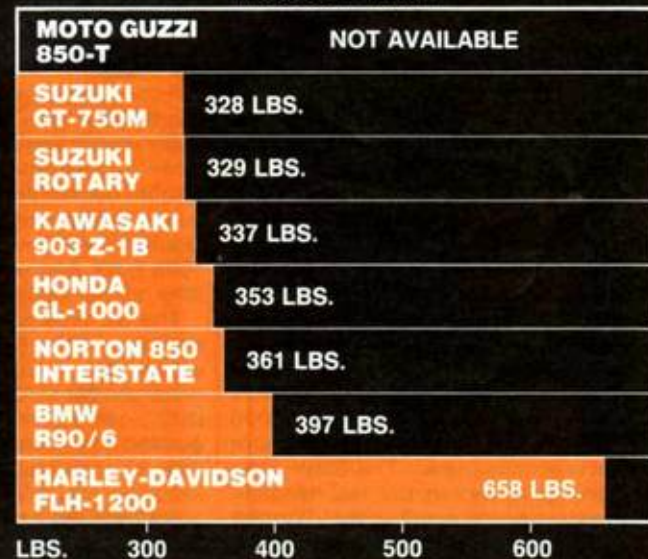 MOTO GUZZI
850-T
NOT AVAILABLE
SUZUKI
GT-750M
328 LBS.
SUZUKI
ROTARY
329 LBS.
KAWASAKI
903 Z-1B
337 LBS.
HONDA
GL-1000
353 LBS.
NORTON 850
INTERSTATE
361 LBS.
BMW
R90/6
397 LBS.
HARLEY-DAVIDSON
FLH-1200
658 LBS.
LBS. 300 400 500 600